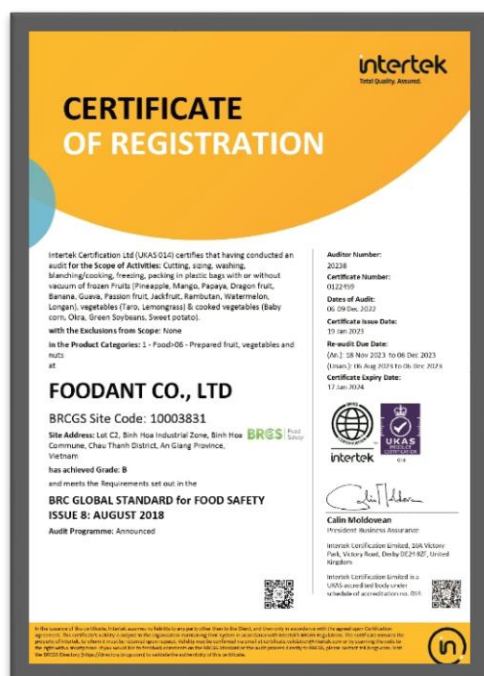 intertek
Total Quality. Assured.
CERTIFICATE
OF REGISTRATION
Intertek Certification Ltd (UKAS 014) certifies that having conducted an
audit for the Scope of Activities: Cutting, sizing, washing,
blanching/cooking, freezing, packing in plastic bags with or without
vacuum of frozen Fruits (Pineapple, Mango, Papaya, Dragon fruit,
Banana, Guava, Passion fruit, Jackfruit, Rambutan, Watermelon,
Longan), vegetables (Taro, Lemongrass) & cooked vegetables (Baby
corn, Okra, Green Soybeans, Sweet potato).
with the Exclusions from Scope: None
in the Product Categories: 1 - Food>06 - Prepared fruit, vegetables and
nuts
at
FOODANT CO., LTD
BRCGS Site Code: 10003831
Site Address: Lot C2, Binh Hoa Industrial Zone, Binh Hoa
Commune, Chau Thanh District, An Giang Province,
Vietnam
BRCGS Food Safety
has achieved Grade: B
and meets the Requirements set out in the
BRC GLOBAL STANDARD for FOOD SAFETY
ISSUE 8: AUGUST 2018
Audit Programme: Announced
Auditor Number:
20238
Certificate Number:
0122459
Dates of Audit:
06-09 Dec 2022
Certificate Issue Date:
19 Jan 2023
Re-audit Due Date:
(An.): 18 Nov 2023 to 06 Dec 2023
(Unan.): 06 Aug 2023 to 06 Dec 2023
Certificate Expiry Date:
17 Jan 2024
intertek
UKAS
PRODUCT
CERTIFICATION
014
Calin Moldovean
President Business Assurance
Intertek Certification Limited, 10A Victory
Park, Victory Road, Derby DE24 8ZF, United
Kingdom
Intertek Certification Limited is a
UKAS accredited body under
schedule of accreditation no. 014.